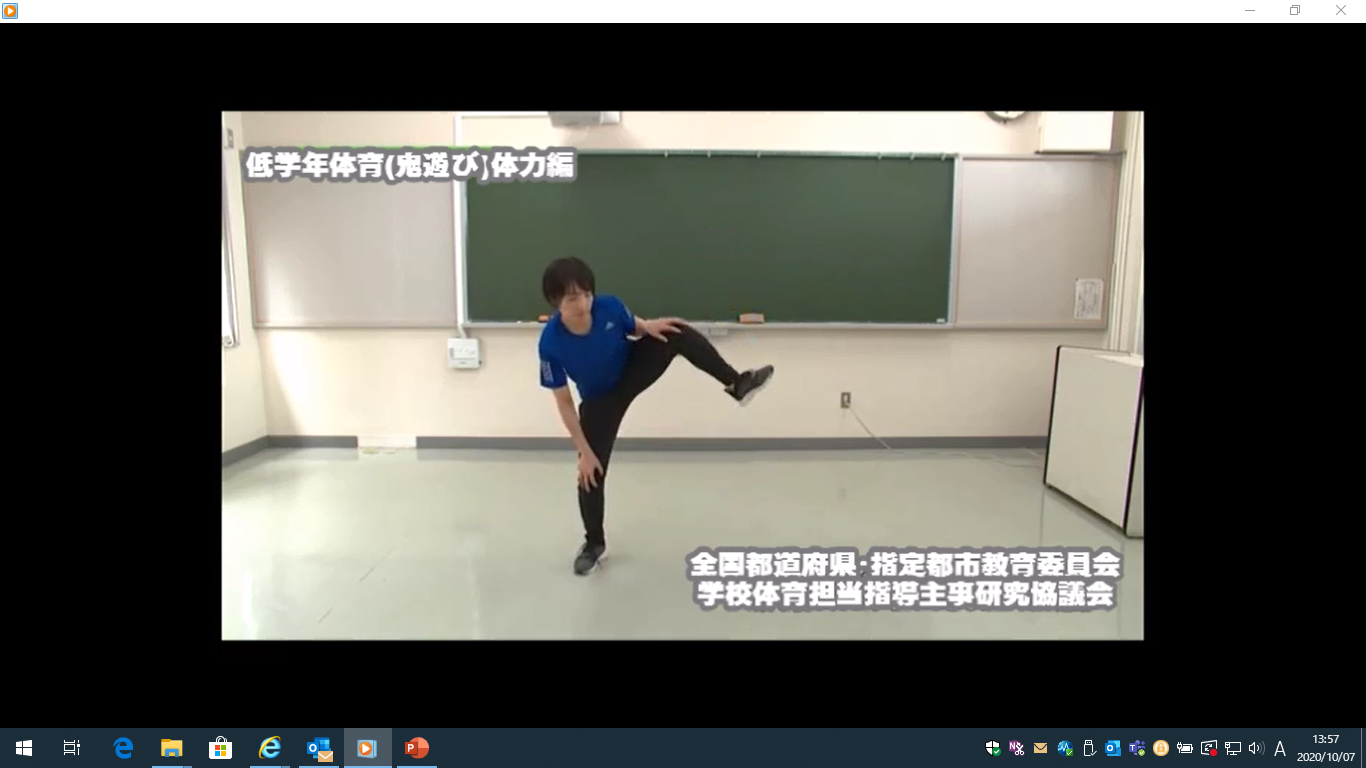 低学年体育(鬼遊び)体力編
全国都道府県・指定都市教育委員会
学校体育担当指導主事研究協議会
A
13:57
2020/10/07